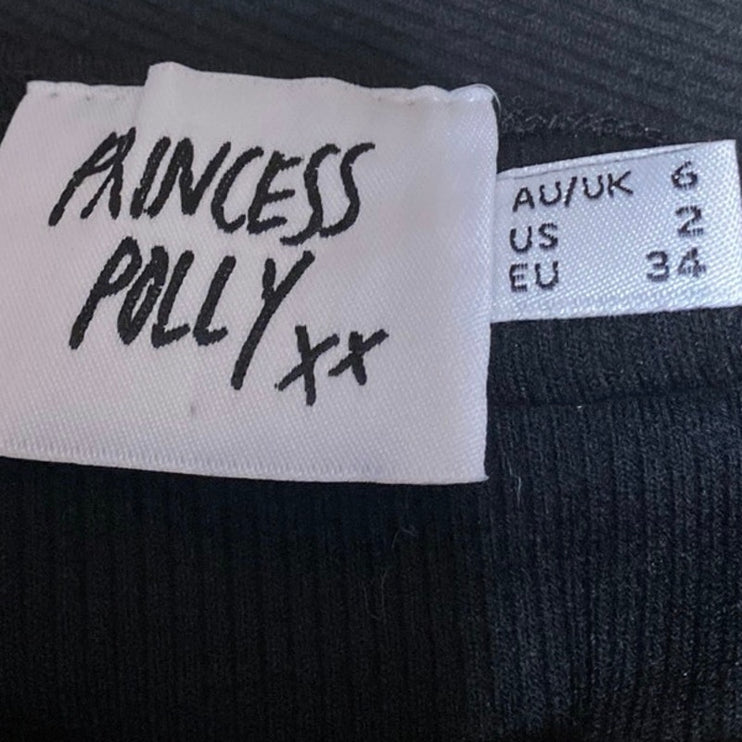 PRINCESS
POLLY xx
AU/UK 6
US 2
EU 34